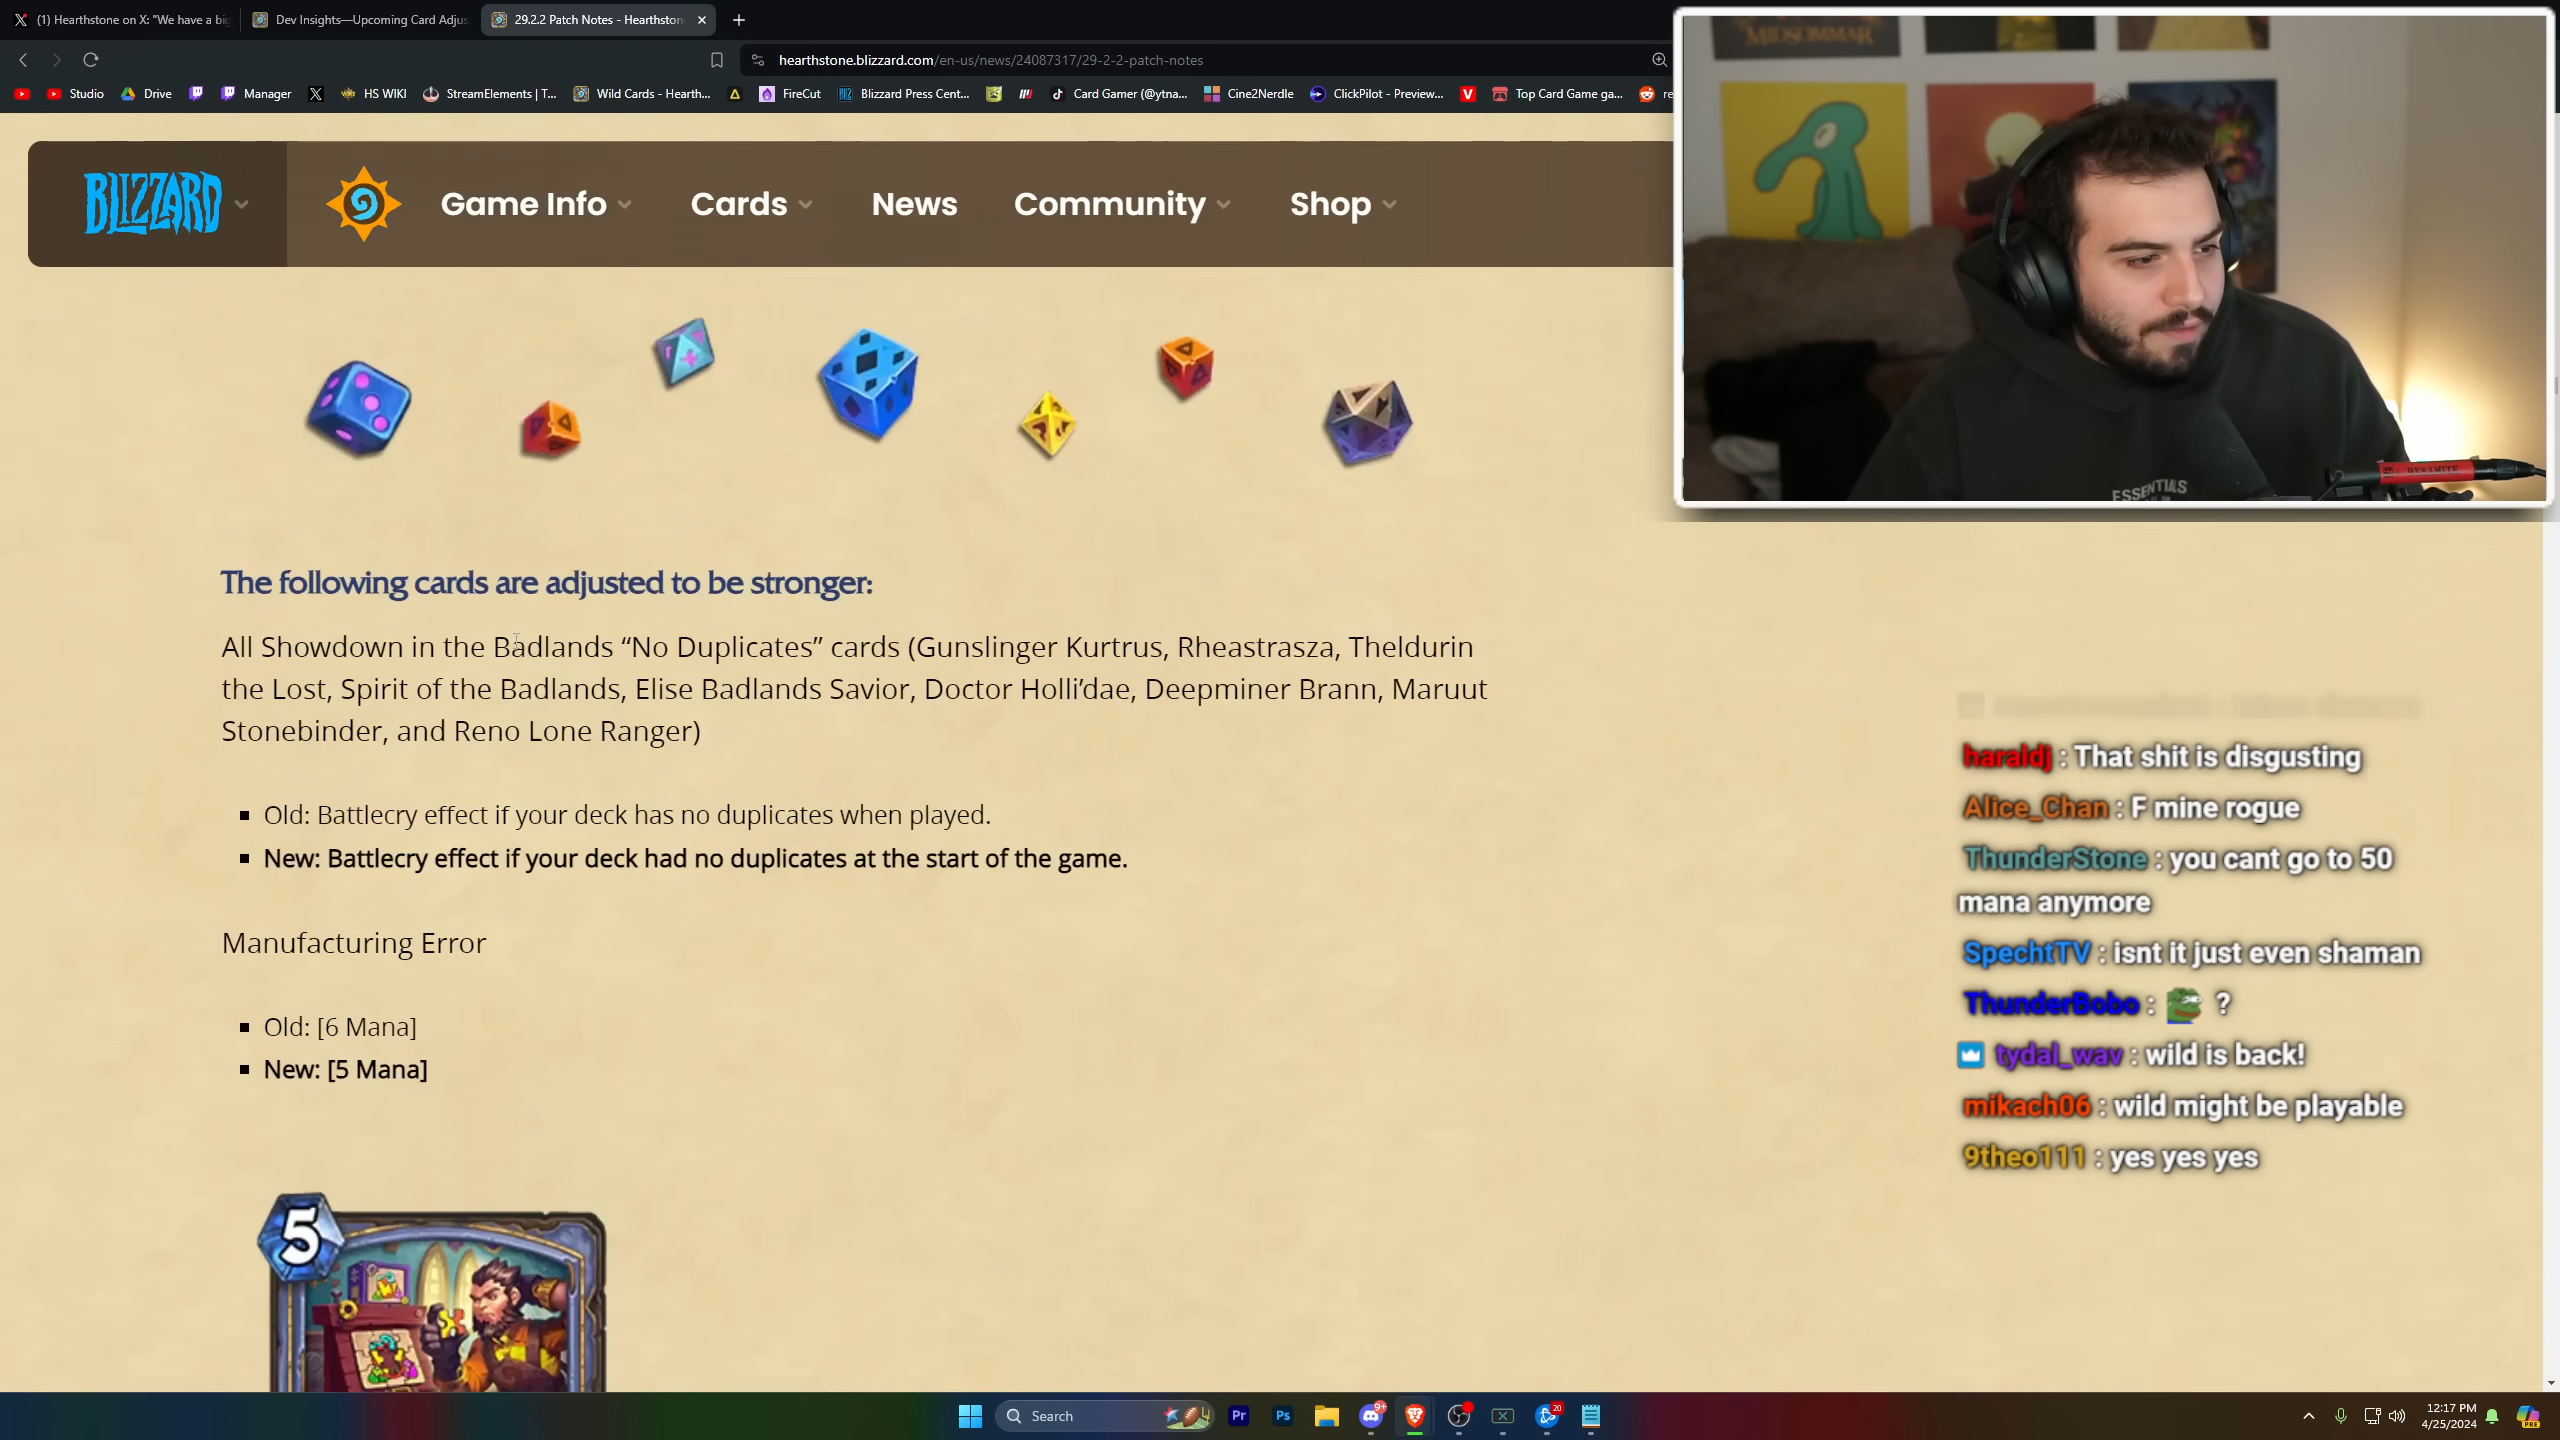 (1) Hearthstone on X: "We have a big
Dev Insights—Upcoming Card Adjus
29.2.2 Patch Notes - Hearthston
hearthstone.blizzard.com/en-us/news/24087317/29-2-2-patch-notes
Studio
Drive
Manager
HS WIKI
StreamElements | T...
Wild Cards - Hearth...
FireCut
Blizzard Press Cent...
Card Gamer (@ytna...
Cine2Nerdle
ClickPilot - Preview...
Top Card Game ga...
re
MIDSOMMAR
BLIZZARD
Game Info
Cards
News
Community
Shop
ESSENTIALS
DYNAMITE
The following cards are adjusted to be stronger:
All Showdown in the Badlands “No Duplicates” cards (Gunslinger Kurtrus, Rheastrasza, Theldurin
the Lost, Spirit of the Badlands, Elise Badlands Savior, Doctor Holli’dae, Deepminer Brann, Maruut
Stonebinder, and Reno Lone Ranger)
Old: Battlecry effect if your deck has no duplicates when played.
New: Battlecry effect if your deck had no duplicates at the start of the game.
Manufacturing Error
Old: [6 Mana]
New: [5 Mana]
5
haraldj : That shit is disgusting
Alice_Chan : F mine rogue
ThunderStone : you cant go to 50
mana anymore
SpechtTV : isnt it just even shaman
ThunderBobo : ?
tydal_wav : wild is back!
mikach06 : wild might be playable
9theo111 : yes yes yes
Search
Pr
Ps
9+
20
12:17 PM
4/25/2024
PRE